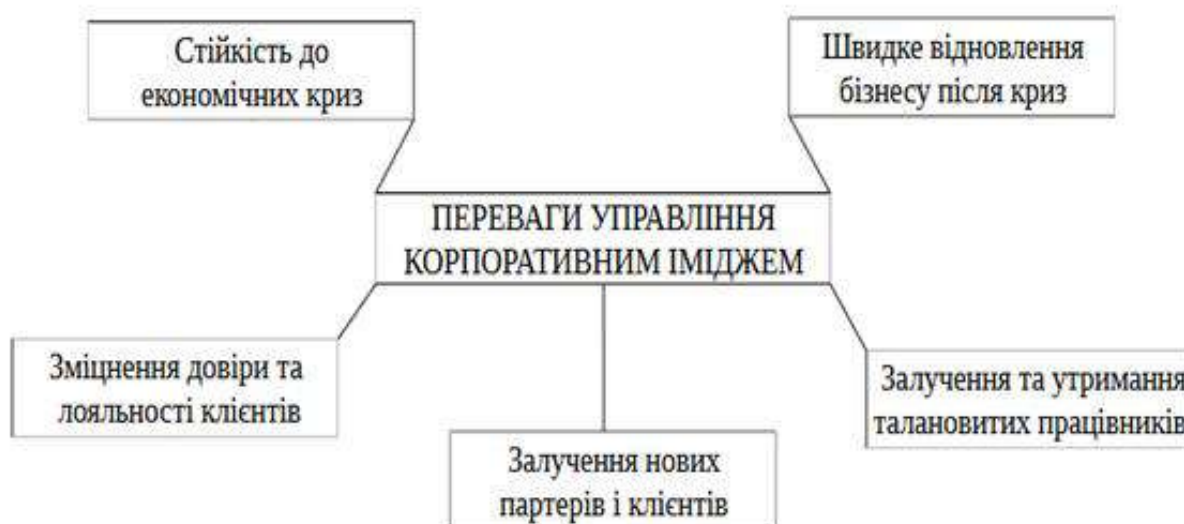 Стійкість до
економічних криз
Швидке відновлення
бізнесу після криз
ПЕРЕВАГИ УПРАВЛІННЯ
КОРПОРАТИВНИМ ІМІДЖЕМ
Зміцнення довіри та
лояльності клієнтів
Залучення нових
партерів і клієнтів
Залучення та утримання
талановитих працівників